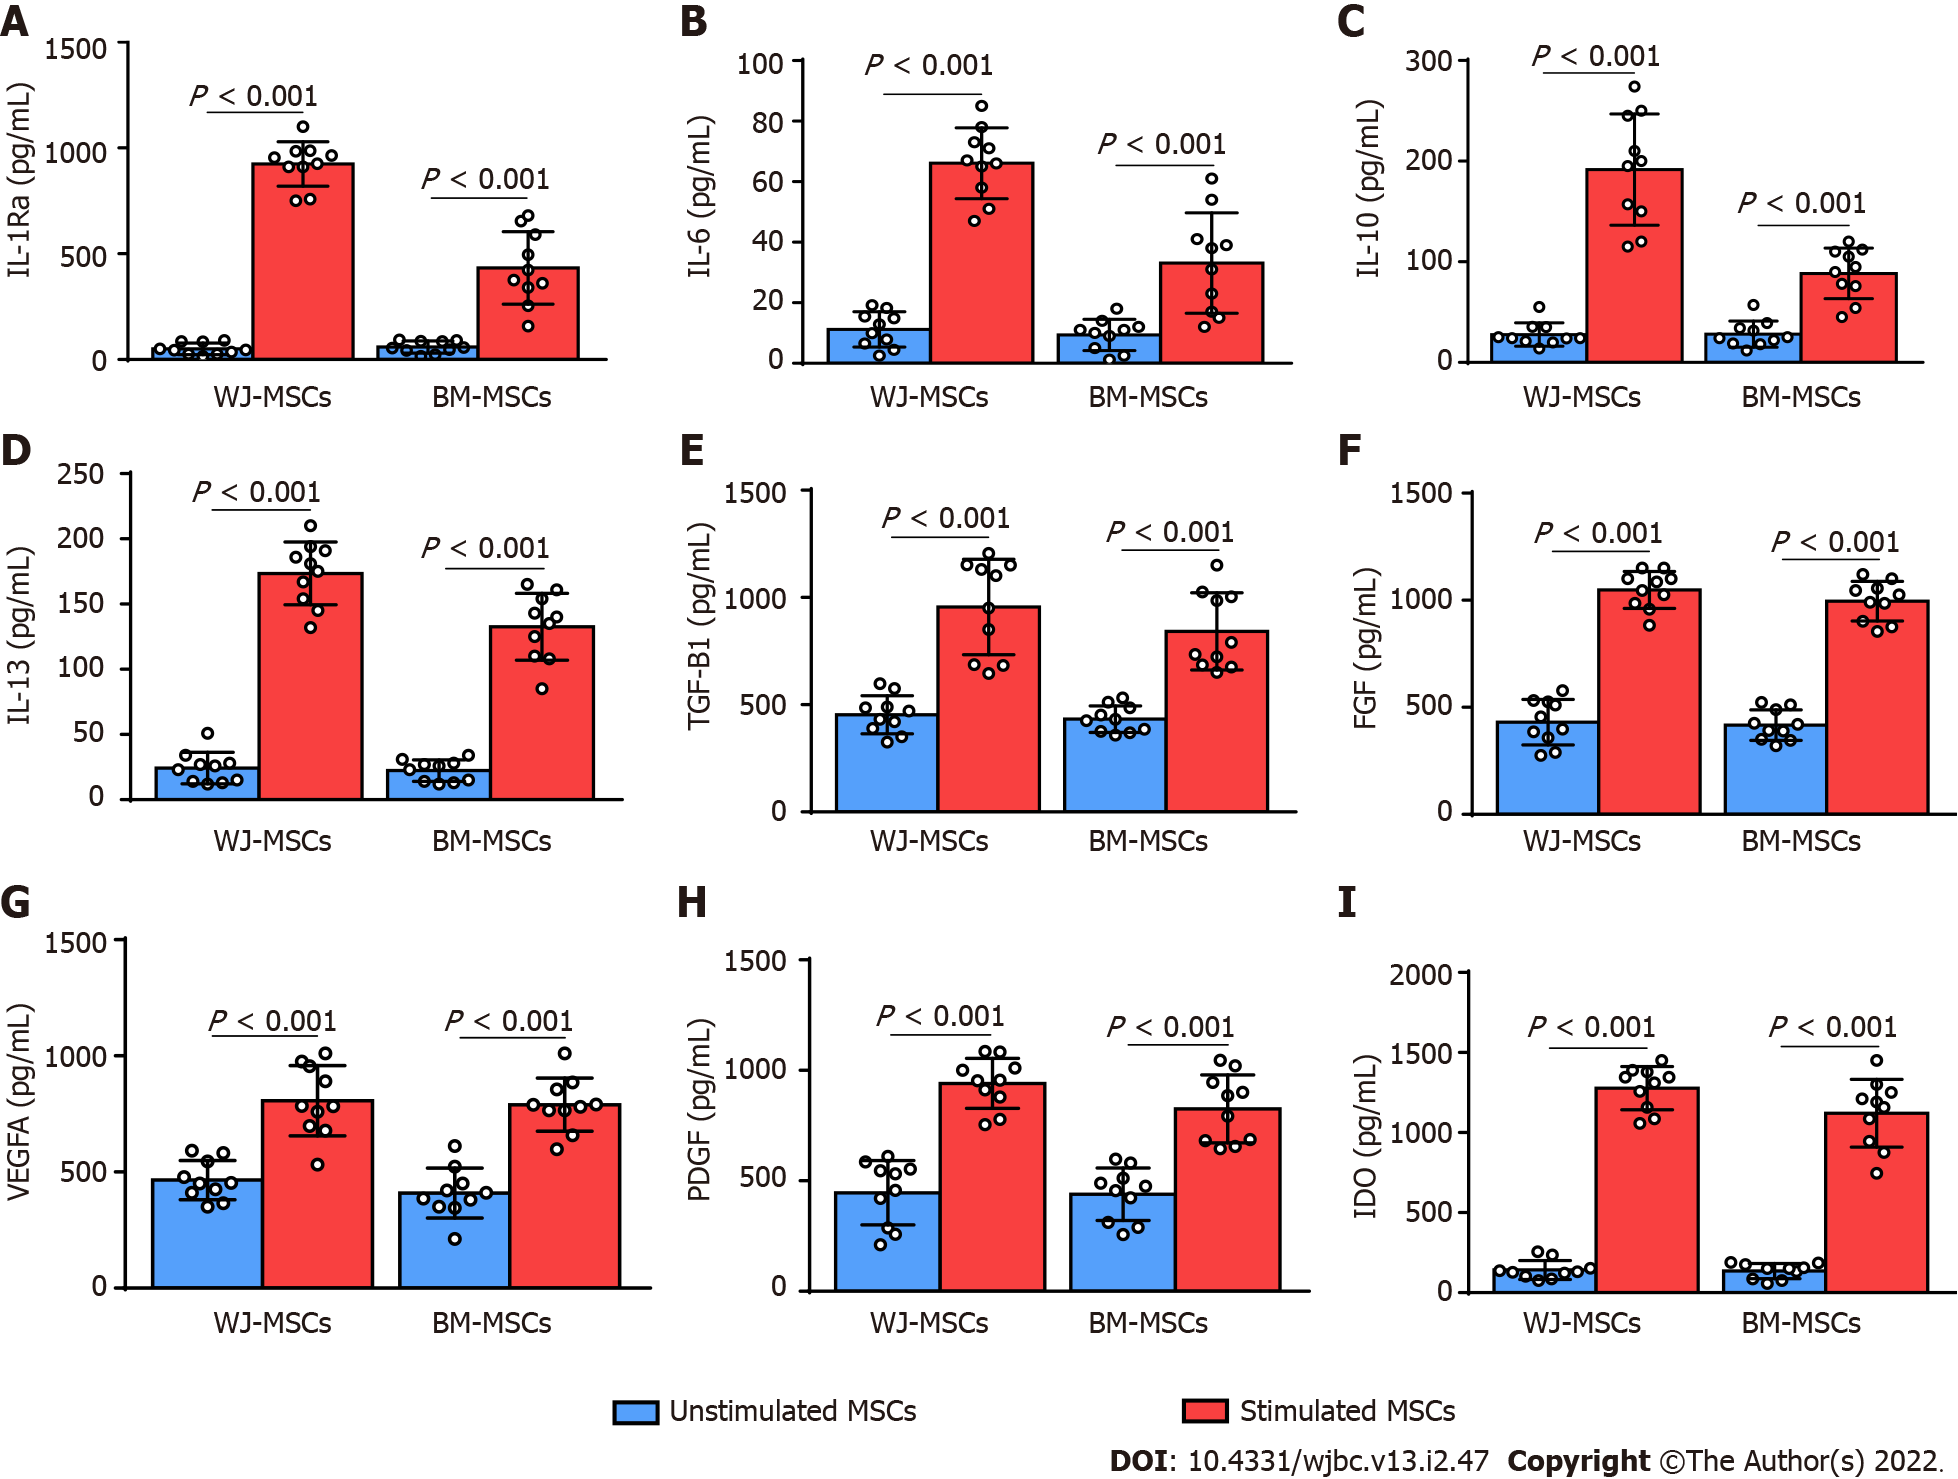 A
1500
1000
500
0
IL-1Ra (pg/mL)
P < 0.001
P < 0.001
WJ-MSCs
BM-MSCs
B
100
80
60
40
20
0
IL-6 (pg/mL)
P < 0.001
P < 0.001
WJ-MSCs
BM-MSCs
C
300
200
100
0
IL-10 (pg/mL)
P < 0.001
P < 0.001
WJ-MSCs
BM-MSCs
D
250
200
150
100
50
0
IL-13 (pg/mL)
P < 0.001
P < 0.001
WJ-MSCs
BM-MSCs
E
1500
1000
500
0
TGF-B1 (pg/mL)
P < 0.001
P < 0.001
WJ-MSCs
BM-MSCs
F
1500
1000
500
0
FGF (pg/mL)
P < 0.001
P < 0.001
WJ-MSCs
BM-MSCs
G
1500
1000
500
0
VEGFA (pg/mL)
P < 0.001
P < 0.001
WJ-MSCs
BM-MSCs
H
1500
1000
500
0
PDGF (pg/mL)
P < 0.001
P < 0.001
WJ-MSCs
BM-MSCs
I
2000
1500
1000
500
0
IDO (pg/mL)
P < 0.001
P < 0.001
WJ-MSCs
BM-MSCs
Unstimulated MSCs
Stimulated MSCs
DOI: 10.4331/wjbc.v13.i2.47 Copyright ©The Author(s) 2022.